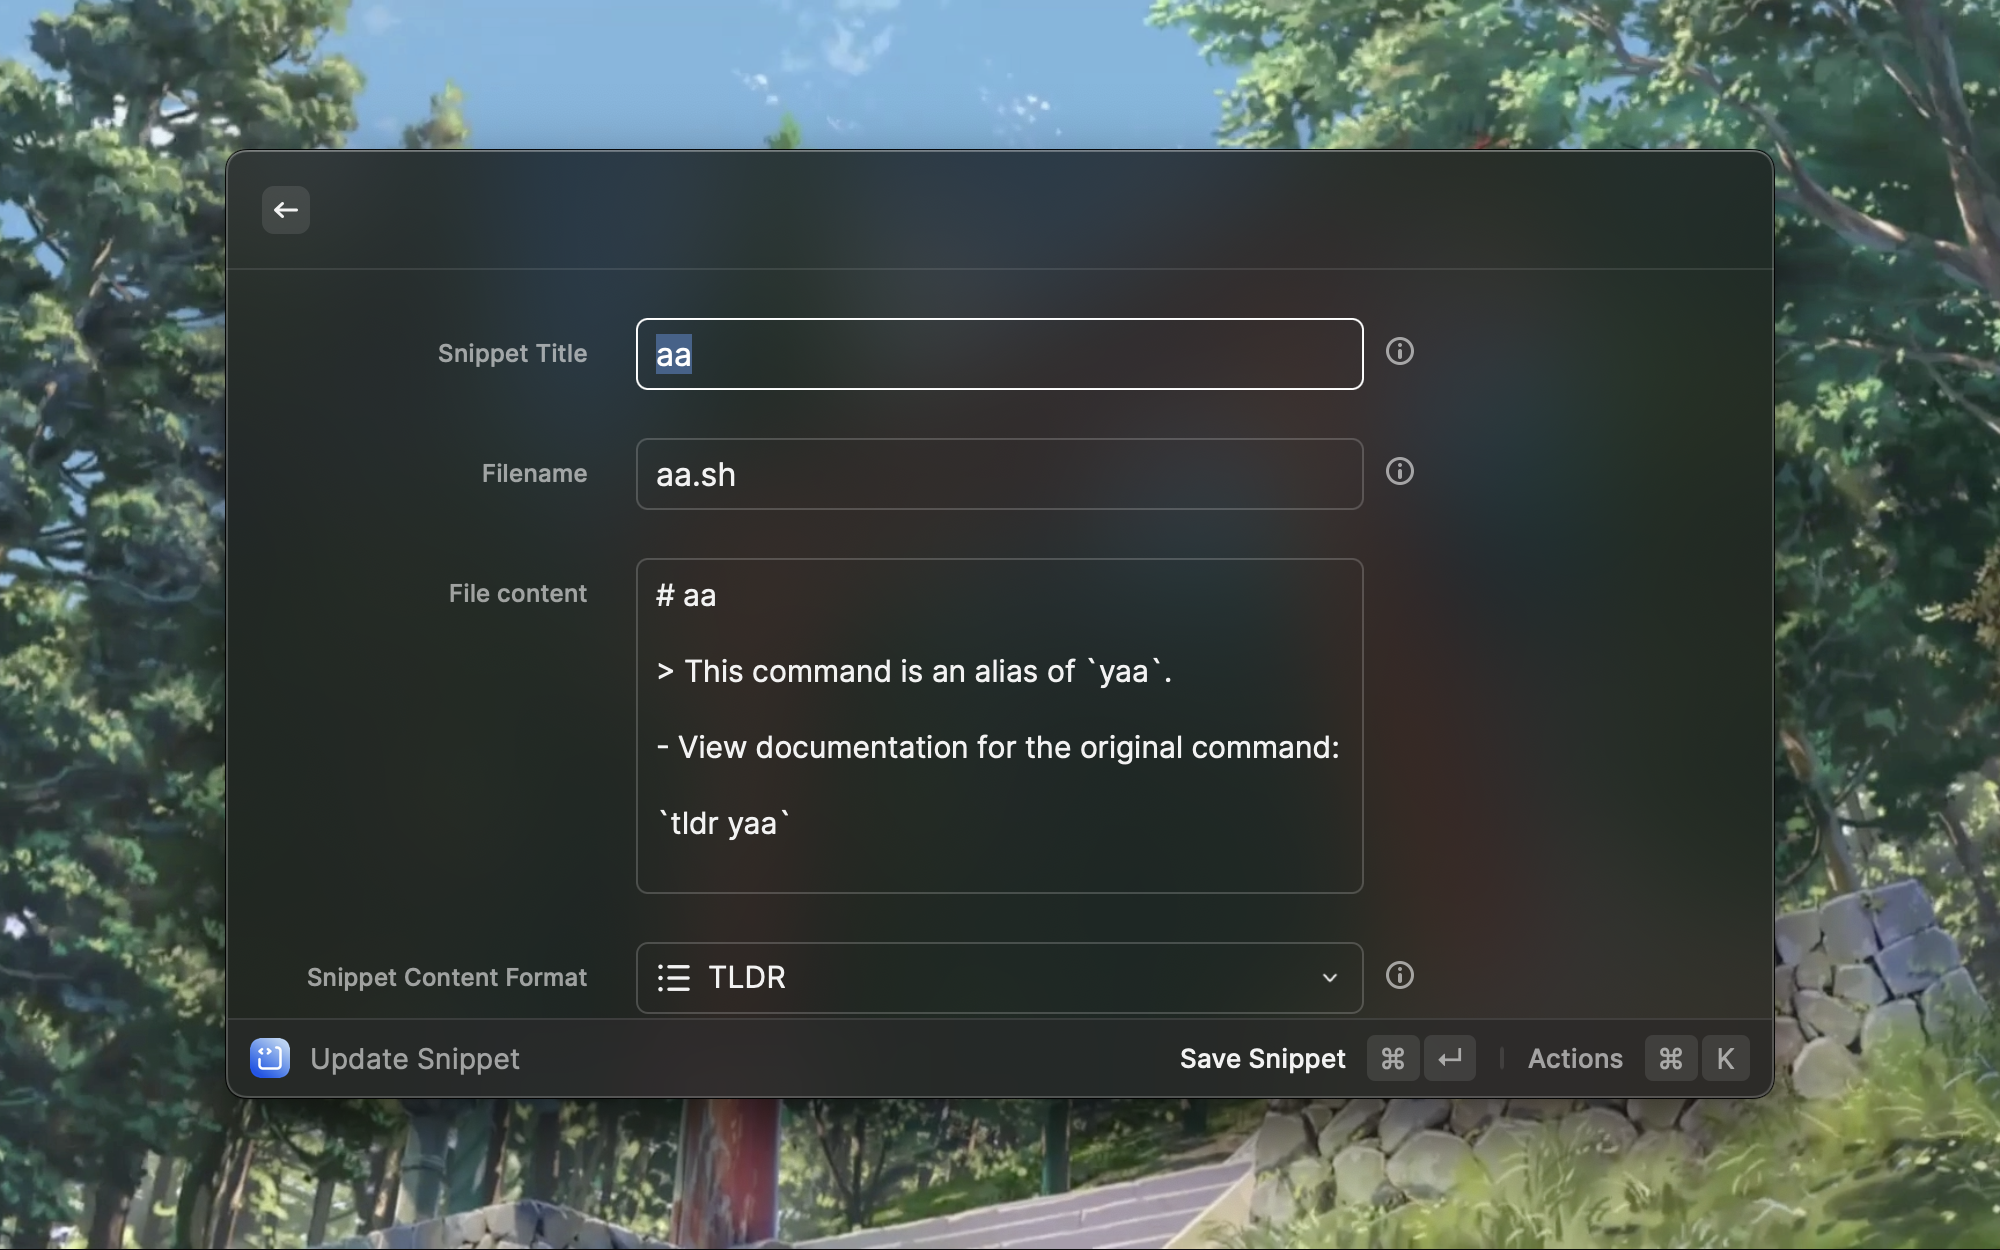 Snippet Title
aa
Filename
aa.sh
File content
# aa
> This command is an alias of `yaa`.
- View documentation for the original command:
`tldr yaa`
Snippet Content Format
TLDR
Update Snippet
Save Snippet ⌘ ↵ | Actions ⌘ K